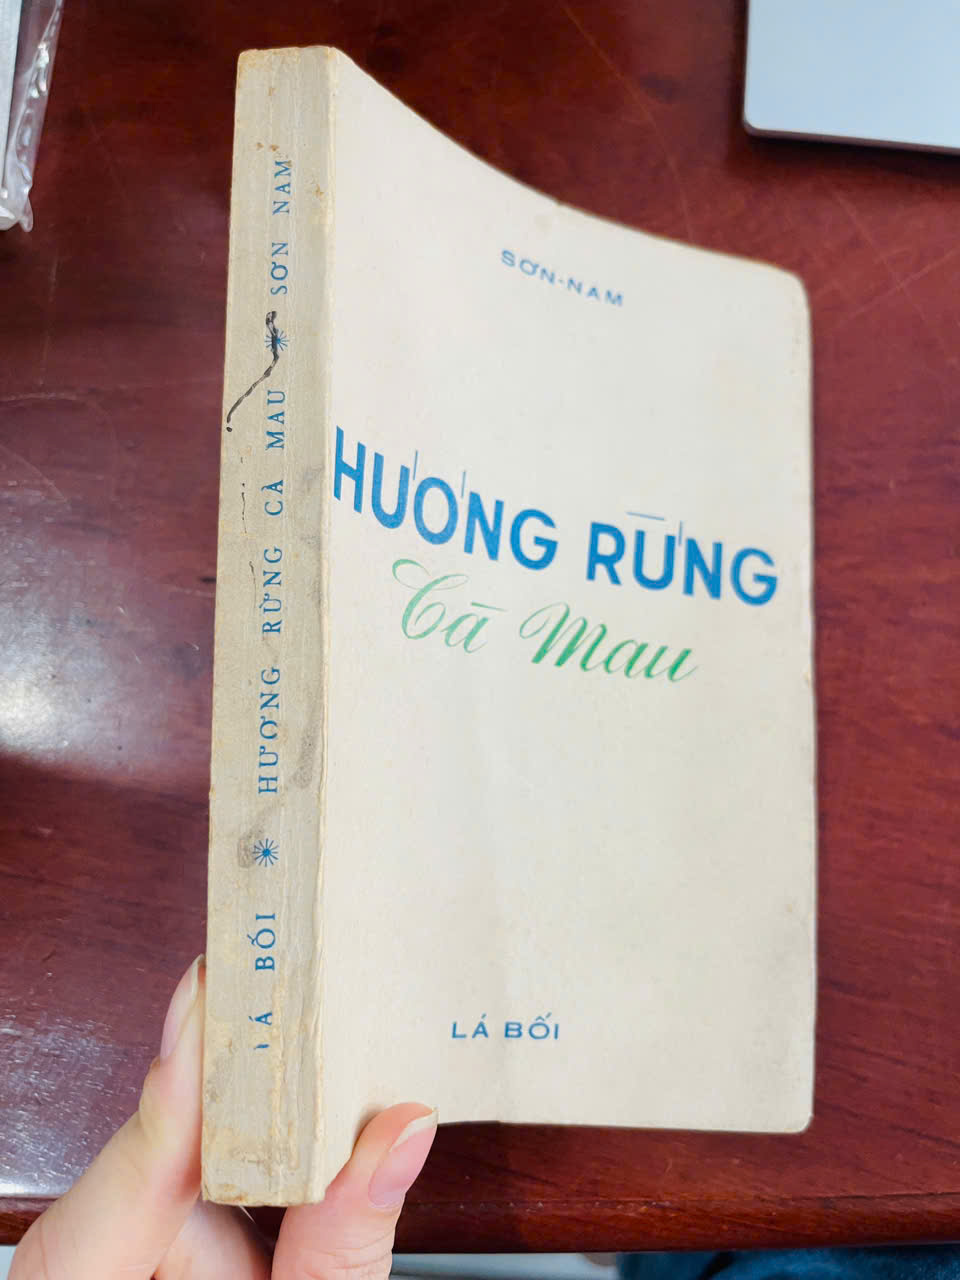 SƠN-NAM
HƯƠNG RỪNG
Cà Mau
LÁ BỐI
LÁ BỐI * HƯƠNG RỪNG CÀ MAU * SƠN NAM